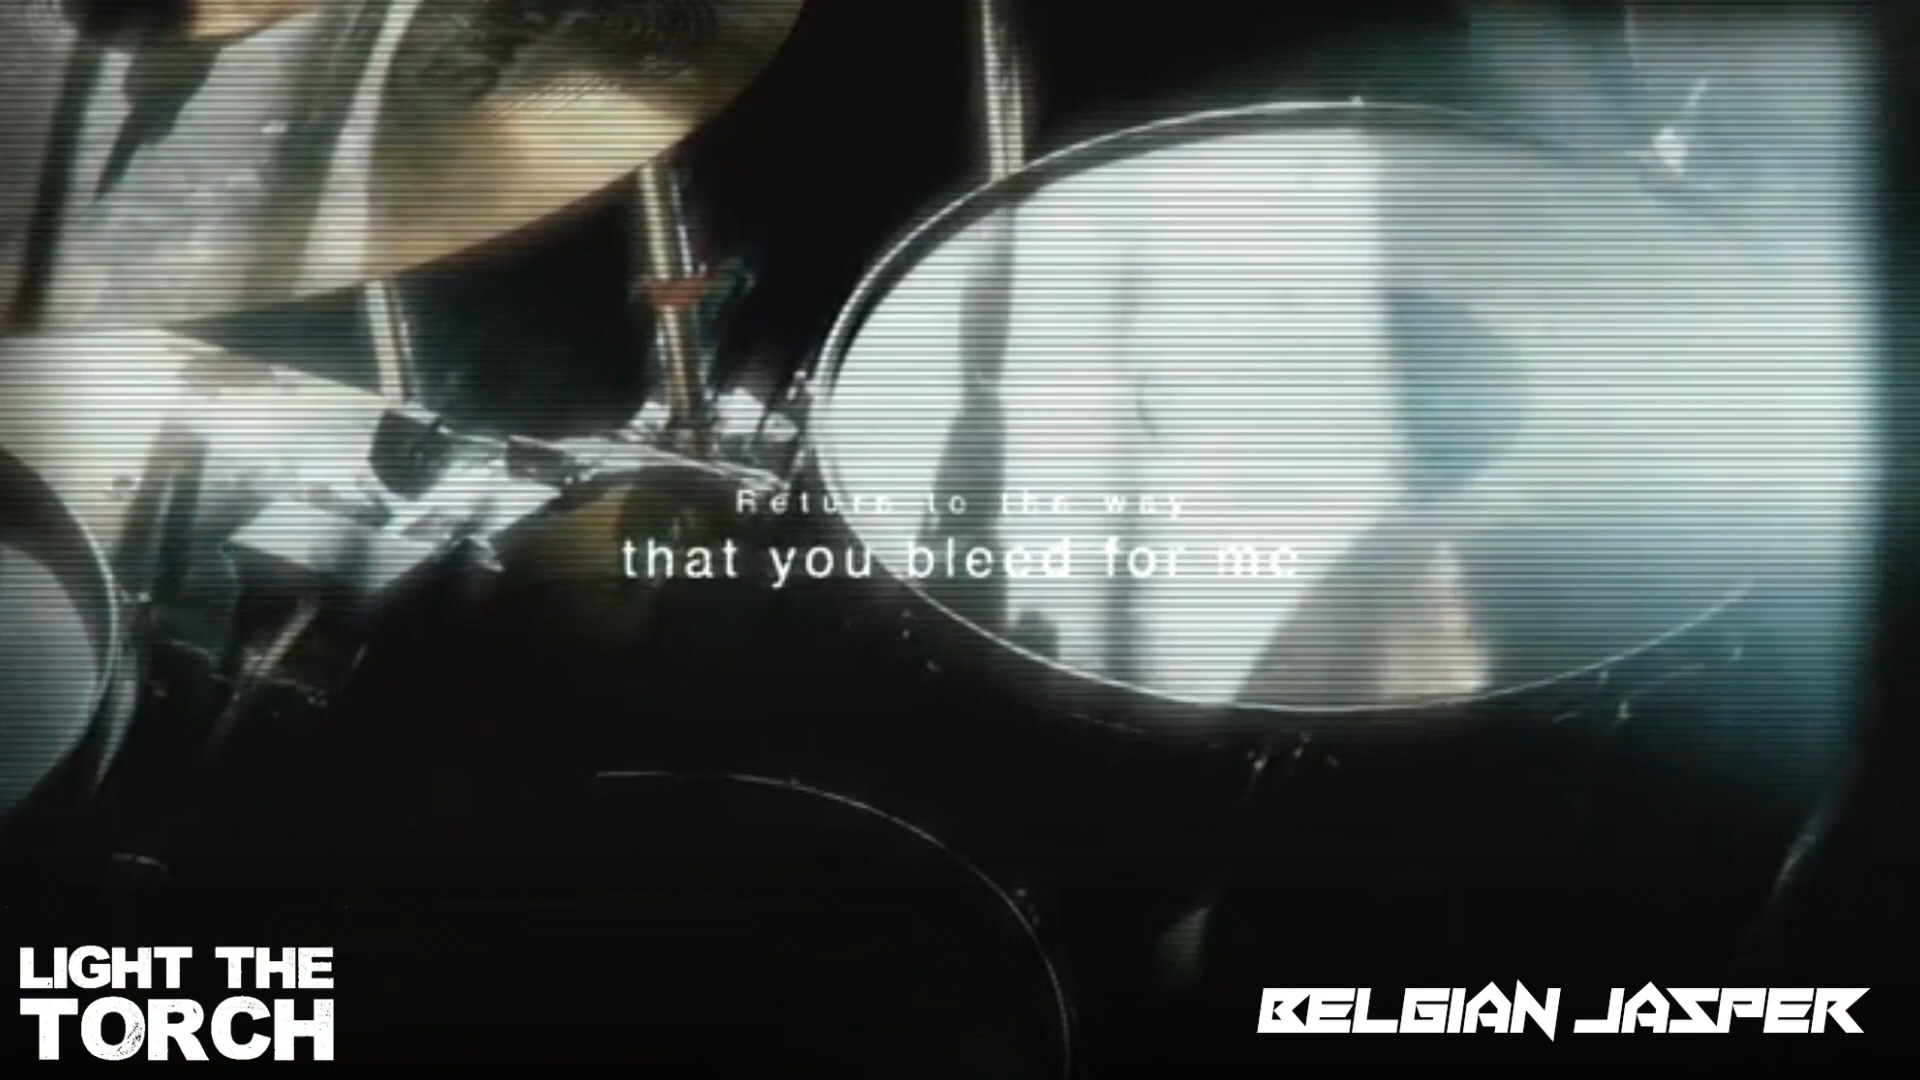 Return to the way
that you bleed for me
LIGHT THE
TORCH
BELGIAN JASPER